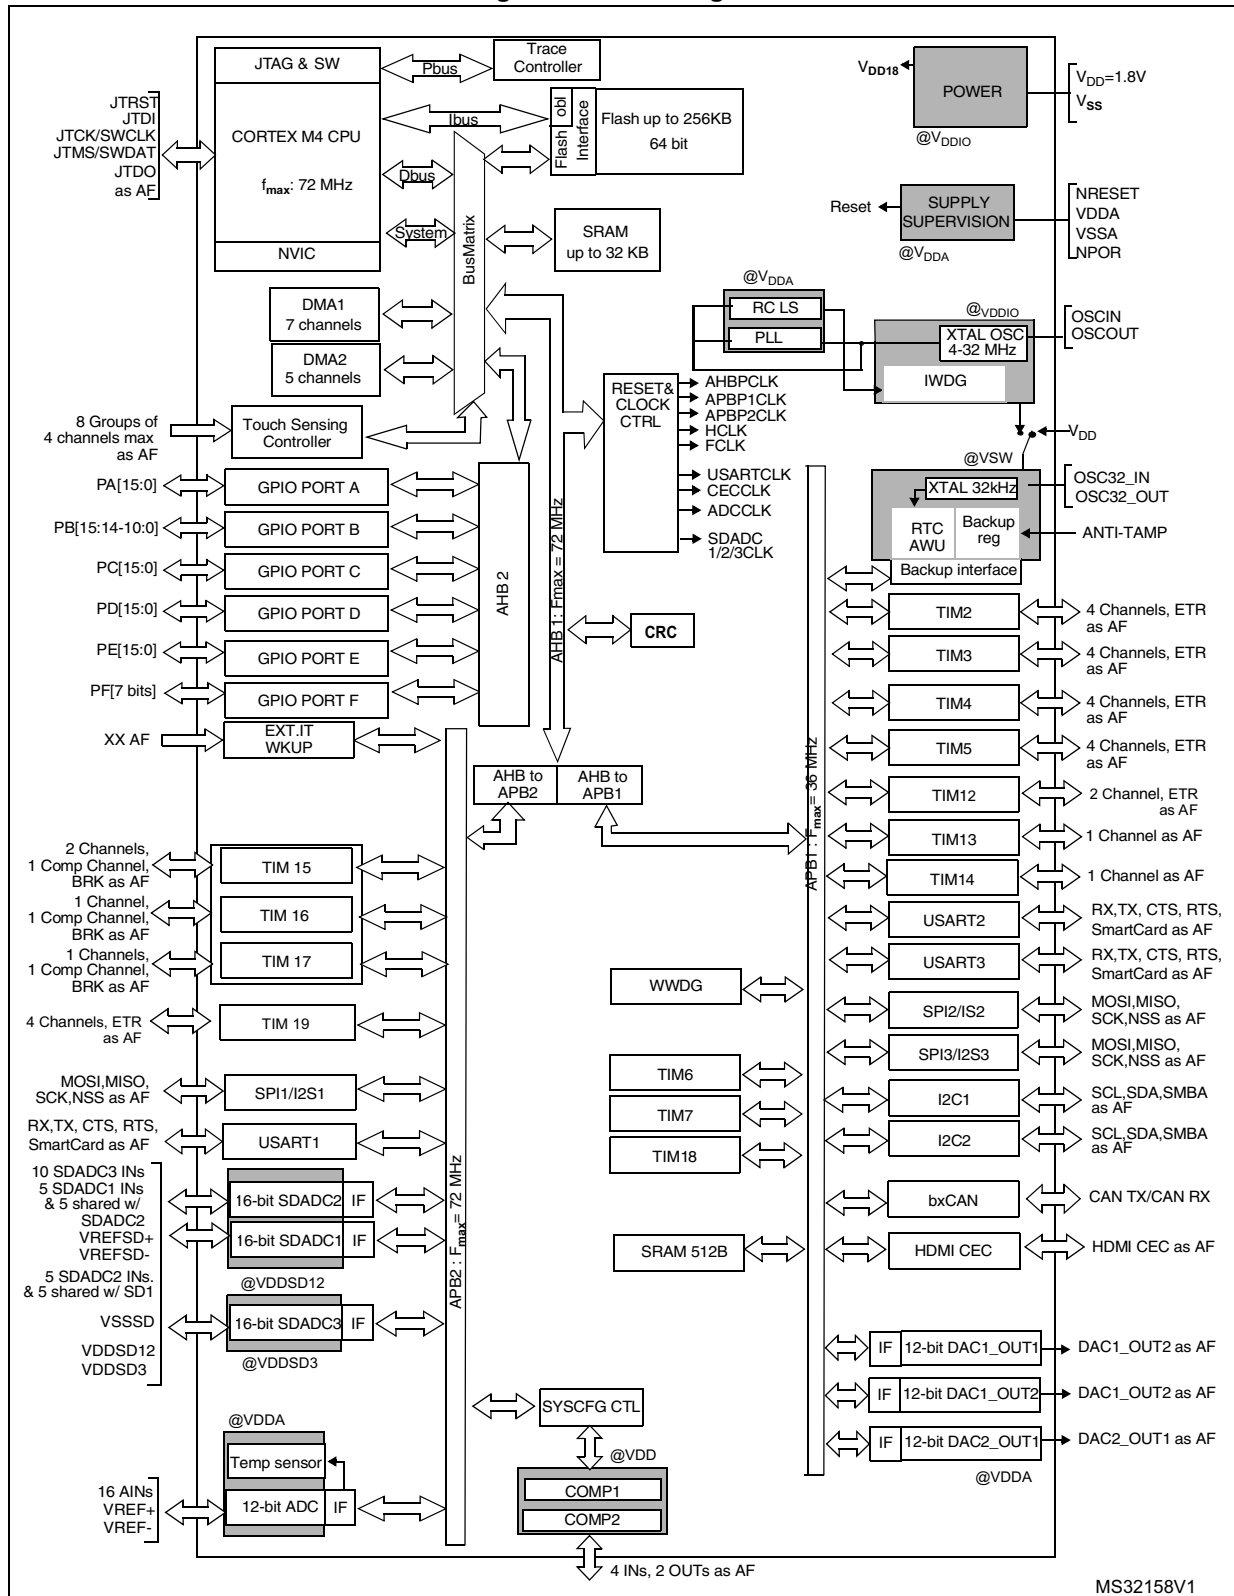 JTAG & SW
Pbus
Trace
Controller
JTRST
JTDI
JTCK/SWCLK
JTMS/SWDAT
JTDO
as AF
CORTEX M4 CPU
fmax: 72 MHz
NVIC
Ibus
Dbus
System
Flash
obl
Interface
Flash up to 256KB
64 bit
BusMatrix
SRAM
up to 32 KB
VDD18
POWER
VDD=1.8V
VSS
@VDDIO
Reset
SUPPLY
SUPERVISION
NRESET
VDDA
VSSA
NPOR
@VDDA
DMA1
7 channels
DMA2
5 channels
@VDDA
RC LS
PLL
@VDDIO
XTAL OSC
4-32 MHz
IWDG
OSCIN
OSCOUT
8 Groups of
4 channels max
as AF
Touch Sensing
Controller
RESET&
CLOCK
CTRL
AHBPCLK
APBP1CLK
APBP2CLK
HCLK
FCLK
USARTCLK
CECCLK
ADCCLK
SDADC
1/2/3CLK
VDD
@VSW
XTAL 32kHz
OSC32_IN
OSC32_OUT
RTC
AWU
Backup
reg
ANTI-TAMP
Backup interface
PA[15:0]
GPIO PORT A
PB[15:14-10:0]
GPIO PORT B
PC[15:0]
GPIO PORT C
PD[15:0]
GPIO PORT D
PE[15:0]
GPIO PORT E
PF[7 bits]
GPIO PORT F
AHB 2
AHB 1: Fmax = 72 MHz
CRC
XX AF
EXT.IT
WKUP
AHB to
APB2
AHB to
APB1
APB1 : Fmax = 36 MHz
TIM2
4 Channels, ETR
as AF
TIM3
4 Channels, ETR
as AF
TIM4
4 Channels, ETR
as AF
TIM5
4 Channels, ETR
as AF
TIM12
2 Channel, ETR
as AF
TIM13
1 Channel as AF
TIM14
1 Channel as AF
USART2
RX,TX, CTS, RTS,
SmartCard as AF
USART3
RX,TX, CTS, RTS,
SmartCard as AF
SPI2/IS2
MOSI,MISO,
SCK,NSS as AF
SPI3/I2S3
MOSI,MISO,
SCK,NSS as AF
I2C1
SCL,SDA,SMBA
as AF
I2C2
SCL,SDA,SMBA
as AF
bxCAN
CAN TX/CAN RX
HDMI CEC
HDMI CEC as AF
2 Channels,
1 Comp Channel,
BRK as AF
TIM 15
1 Channel,
1 Comp Channel,
BRK as AF
TIM 16
1 Channels,
1 Comp Channel,
BRK as AF
TIM 17
4 Channels, ETR
as AF
TIM 19
MOSI,MISO,
SCK,NSS as AF
SPI1/I2S1
RX,TX, CTS, RTS,
SmartCard as AF
USART1
WWDG
TIM6
TIM7
TIM18
SRAM 512B
10 SDADC3 INs
5 SDADC1 INs
& 5 shared w/
SDADC2
VREFSD+
VREFSD-
5 SDADC2 INs.
& 5 shared w/ SD1
VSSSD
VDDSD12
VDDSD3
16-bit SDADC2
IF
16-bit SDADC1
IF
@VDDSD12
16-bit SDADC3
IF
@VDDSD3
APB2 : Fmax = 72 MHz
IF
12-bit DAC1_OUT1
DAC1_OUT2 as AF
IF
12-bit DAC1_OUT2
DAC1_OUT2 as AF
IF
12-bit DAC2_OUT1
DAC2_OUT1 as AF
@VDDA
@VDDA
Temp sensor
12-bit ADC
IF
16 AINs
VREF+
VREF-
SYSCFG CTL
@VDD
COMP1
COMP2
4 INs, 2 OUTs as AF
MS32158V1